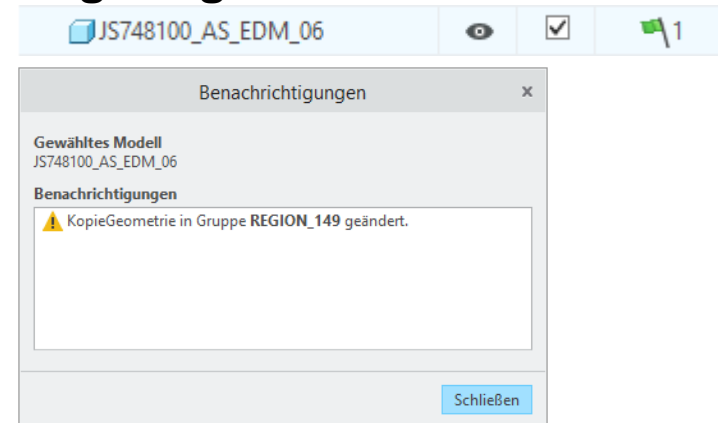 JS748100_AS_EDM_06 1
Benachrichtigungen x
Gewähltes Modell
JS748100_AS_EDM_06
Benachrichtigungen
KopieGeometrie in Gruppe REGION_149 geändert.
Schließen